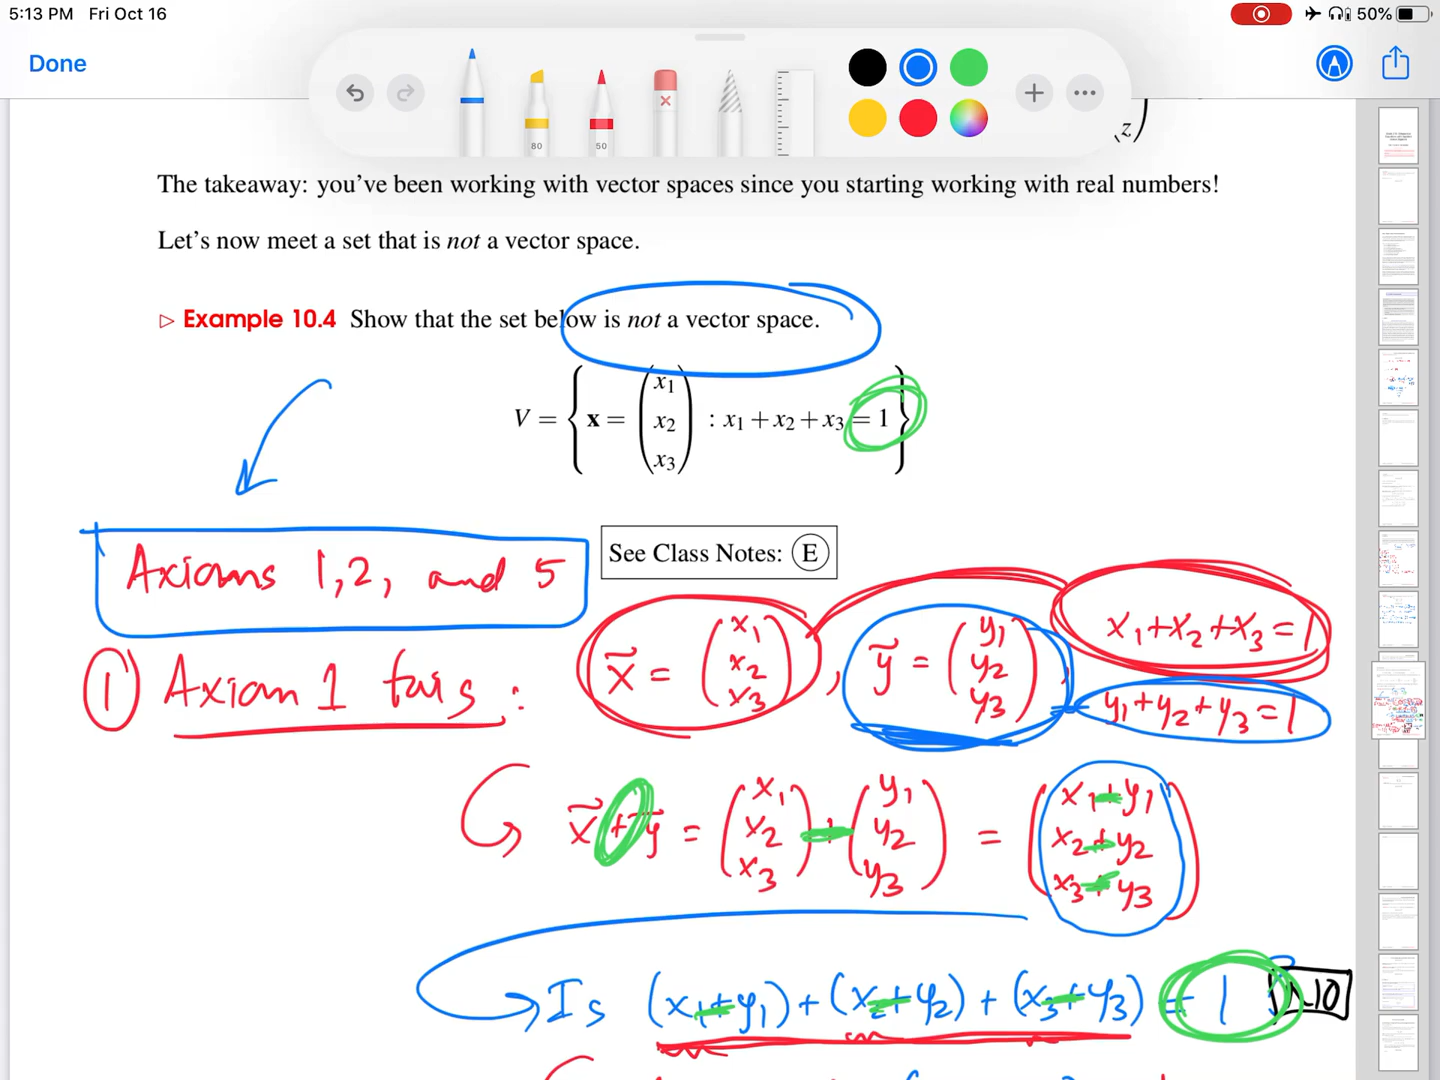 5:13 PM Fri Oct 16
50%
Done
80
50
z
The takeaway: you've been working with vector spaces since you starting working with real numbers!
Let's now meet a set that is not a vector space.
▷ Example 10.4 Show that the set below is not a vector space.
V = { x = ( x₁ x₂ x₃ ) : x₁ + x₂ + x₃ = 1 }
See Class Notes: Ⓔ
Axioms 1, 2, and 5
① Axiom 1 fails :
x̃ = ( x₁ x₂ x₃ ) , ỹ = ( y₁ y₂ y₃ ) ,
x₁+x₂+x₃=1
y₁+y₂+y₃=1
x̃ + ỹ = ( x₁ x₂ x₃ ) + ( y₁ y₂ y₃ ) = ( x₁+y₁ x₂+y₂ x₃+y₃ )
Is (x₁+y₁) + (x₂+y₂) + (x₃+y₃) = 1 ?
10